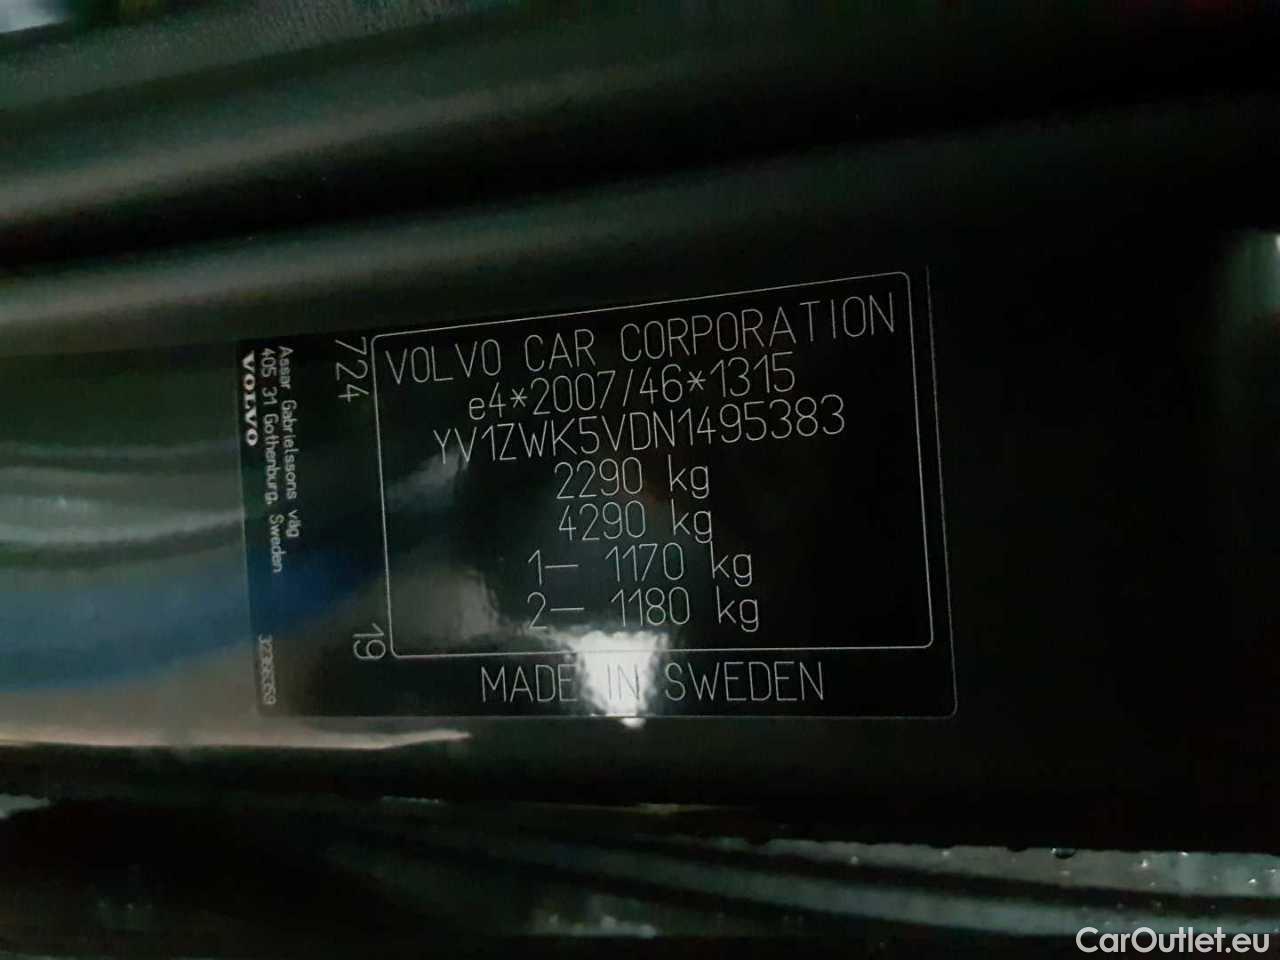 VOLVO CAR CORPORATION
e4*2007/46*1315
YV1ZWK5VDN1495383
2290 kg
4290 kg
1– 1170 kg
2– 1180 kg
MADE IN SWEDEN
724
19
Assar Gabrielssons väg
405 31 Gothenburg, Sweden
VOLVO
CarOutlet.eu